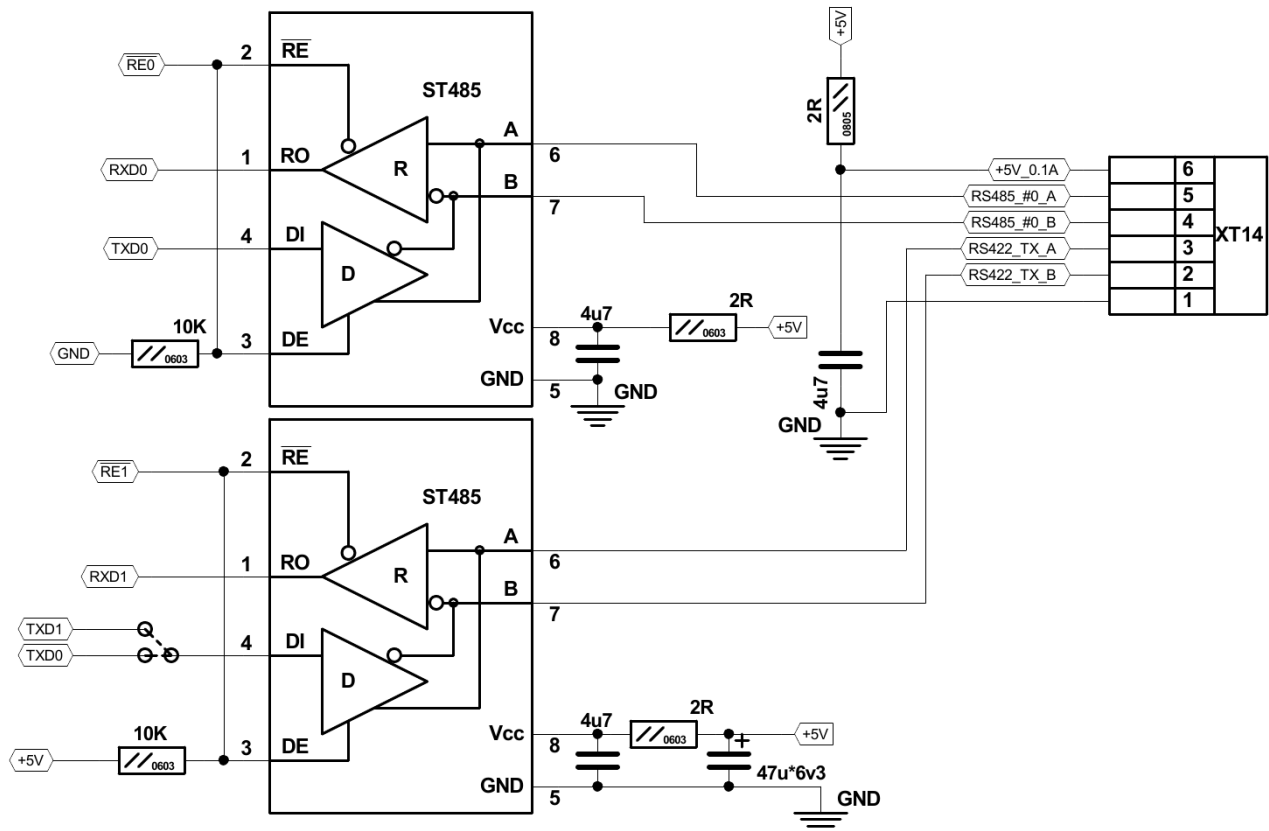 +5V
2 RE
RE0
ST485
2R
0805
A
6
1 RO
RXD0
R
+5V_0.1A
6
B
7
RS485_#0_A
5
RS485_#0_B
4
XT14
4 DI
TXD0
RS422_TX_A
3
D
RS422_TX_B
2
1
10K
4u7
2R
Vcc
8
0603
+5V
GND
0603
3 DE
GND
5
GND
4u7
GND
2 RE
RE1
ST485
A
6
1 RO
RXD1
R
B
7
TXD1
4 DI
TXD0
D
10K
4u7
2R
Vcc
8
0603
+5V
+5V
0603
3 DE
47u*6v3
GND
5
GND